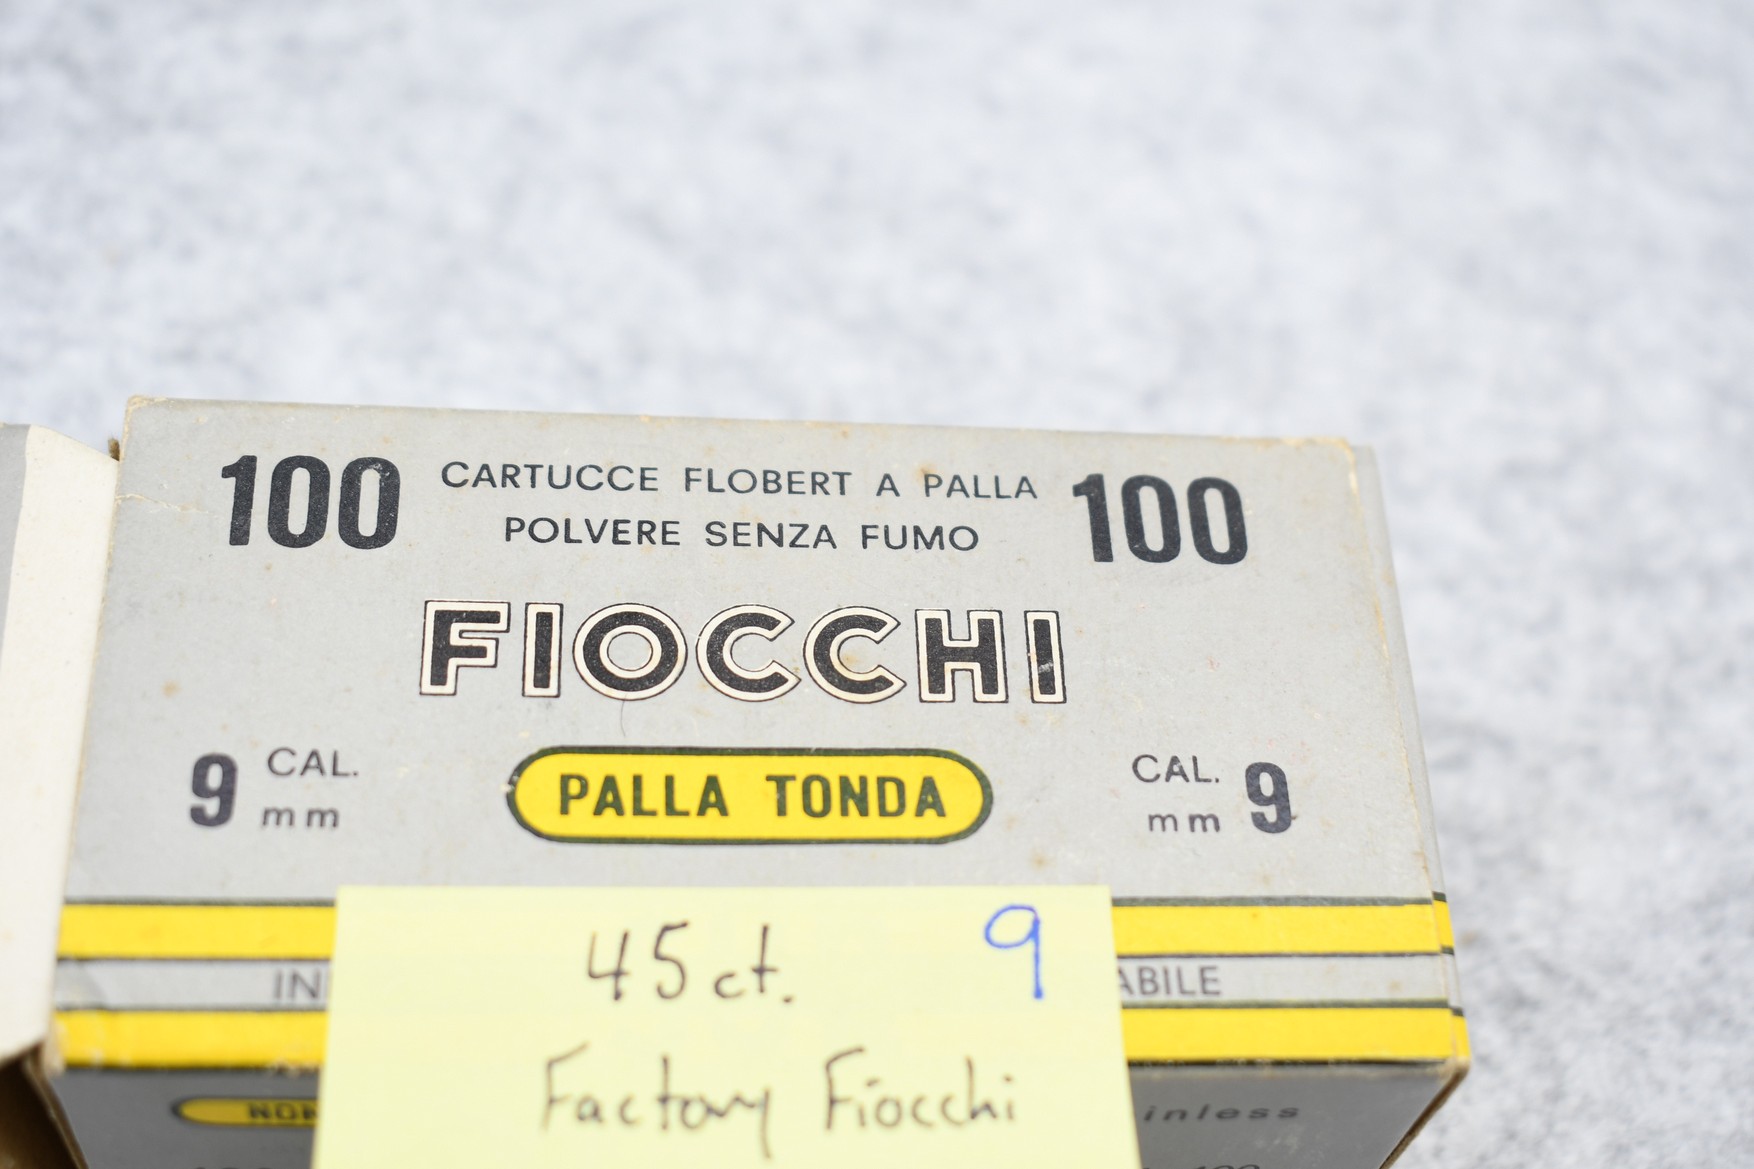 100 CARTUCCE FLOBERT A PALLA 100
POLVERE SENZA FUMO
FIOCCHI
9 CAL. mm
PALLA TONDA
CAL. mm 9
45 ct. 9
Factory Fiocchi